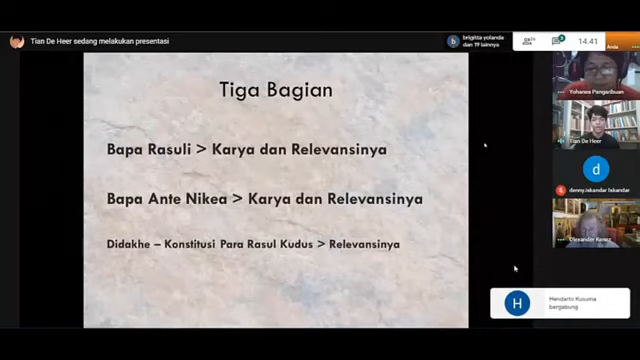 Tian De Heer sedang melakukan presentasi
brigitta yolanda
dan 19 lainnya
14.41
Anda
Tiga Bagian
Bapa Rasuli > Karya dan Relevansinya
Bapa Ante Nikea > Karya dan Relevansinya
Didakhe – Konstitusi Para Rasul Kudus > Relevansinya
Yohanes Pangaribuan
Tian De Heer
d
denny.iskandar Iskandar
H
Hendarto Kusuma
bergabung